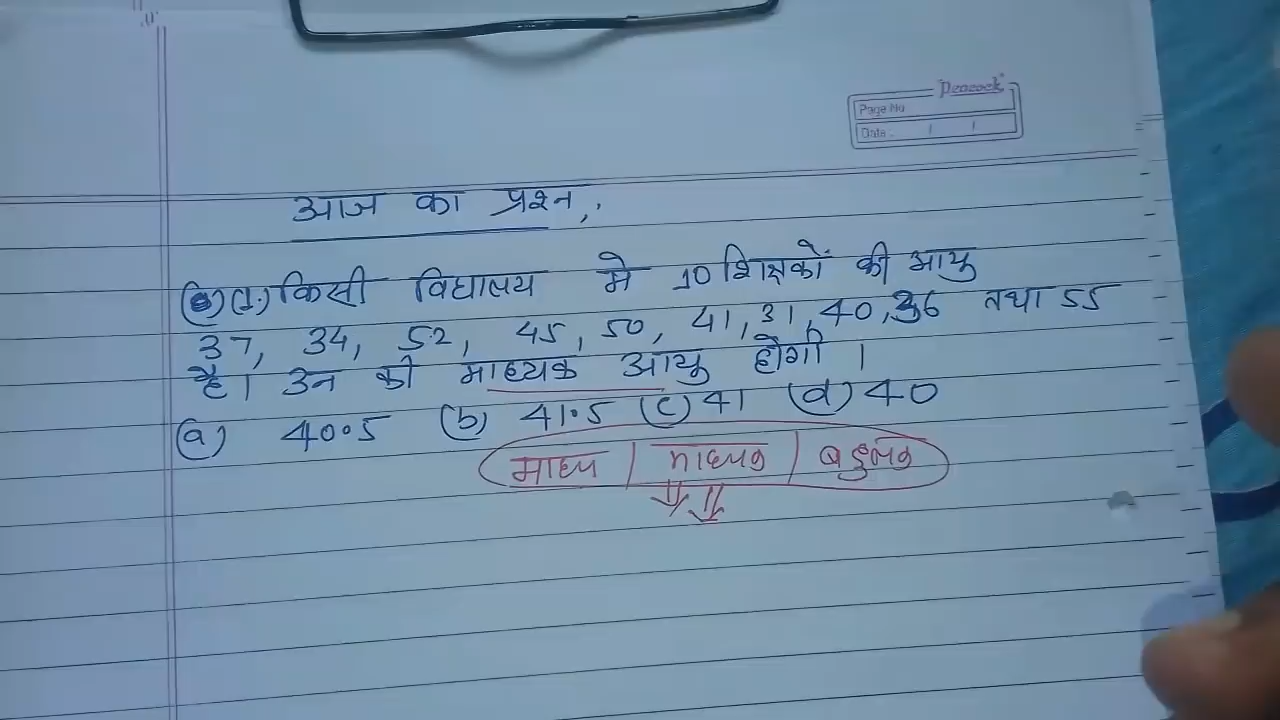 Peacock
Page No
Date :
आज का प्रश्न,,
(1.) किसी विद्यालय मे 10 शिक्षकों की आयु
37, 34, 52, 45, 50, 41, 31, 40, 36 तथा 55
है। उन की माध्यक आयु होगी ।
(a) 40.5 (b) 41.5 (c) 41 (d) 40
माध्य | माध्यक | बहुलक